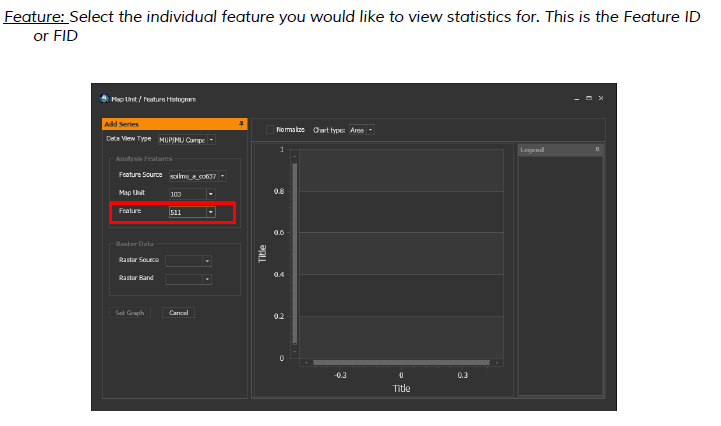 Feature: Select the individual feature you would like to view statistics for. This is the Feature ID
or FID
Map Unit / Feature Histogram
Add Series
Data View Type MUP/MU Compe
Analysis Features
Feature Source soilmu_a_co637
Map Unit 103
Feature 511
Raster Data
Raster Source
Raster Band
Set Graph Cancel
Normalize Chart type: Area
1
0.8
0.6
0.4
0.2
0
Title
-0.3 0 0.3
Title
Legend